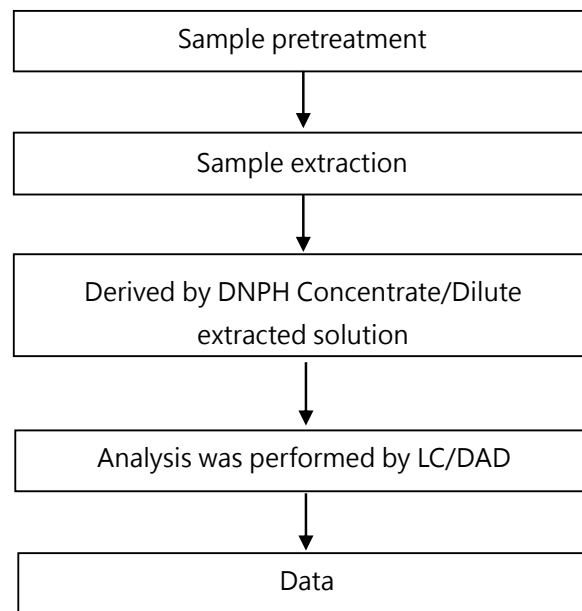 Sample pretreatment
Sample extraction
Derived by DNPH Concentrate/Dilute
extracted solution
Analysis was performed by LC/DAD
Data